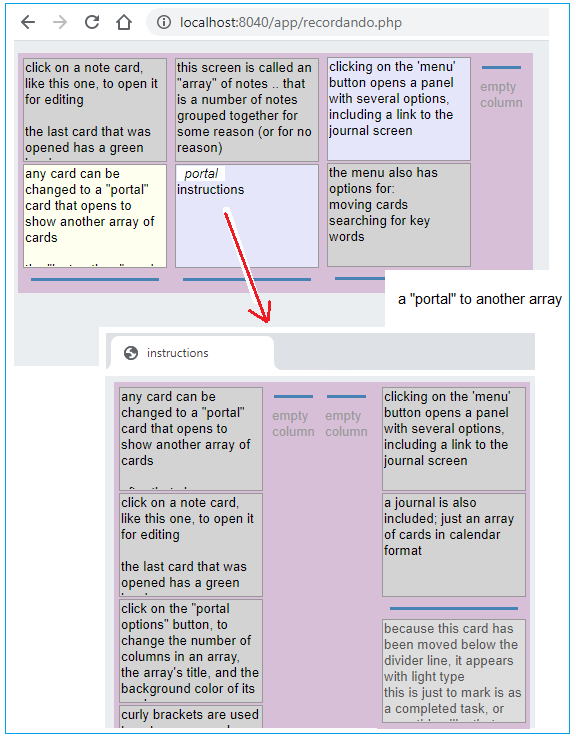 localhost:8040/app/recordando.php
click on a note card,
like this one, to open it
for editing
the last card that was
opened has a green
any card can be
changed to a "portal"
card that opens to
show another array of
cards
this screen is called an
"array" of notes .. that
is a number of notes
grouped together for
some reason (or for no
reason)
portal
instructions
clicking on the 'menu'
button opens a panel
with several options,
including a link to the
journal screen
the menu also has
options for:
moving cards
searching for key
words
empty
column
a "portal" to another array
instructions
any card can be
changed to a "portal"
card that opens to
show another array of
cards
click on a note card,
like this one, to open it
for editing
the last card that was
opened has a green
click on the "portal
options" button, to
change the number of
columns in an array,
the array's title, and the
background color of its
curly brackets are used
empty
column
empty
column
clicking on the 'menu'
button opens a panel
with several options,
including a link to the
journal screen
a journal is also
included; just an array
of cards in calendar
format
because this card has
been moved below the
divider line, it appears
with light type
this is just to mark is as
a completed task, or